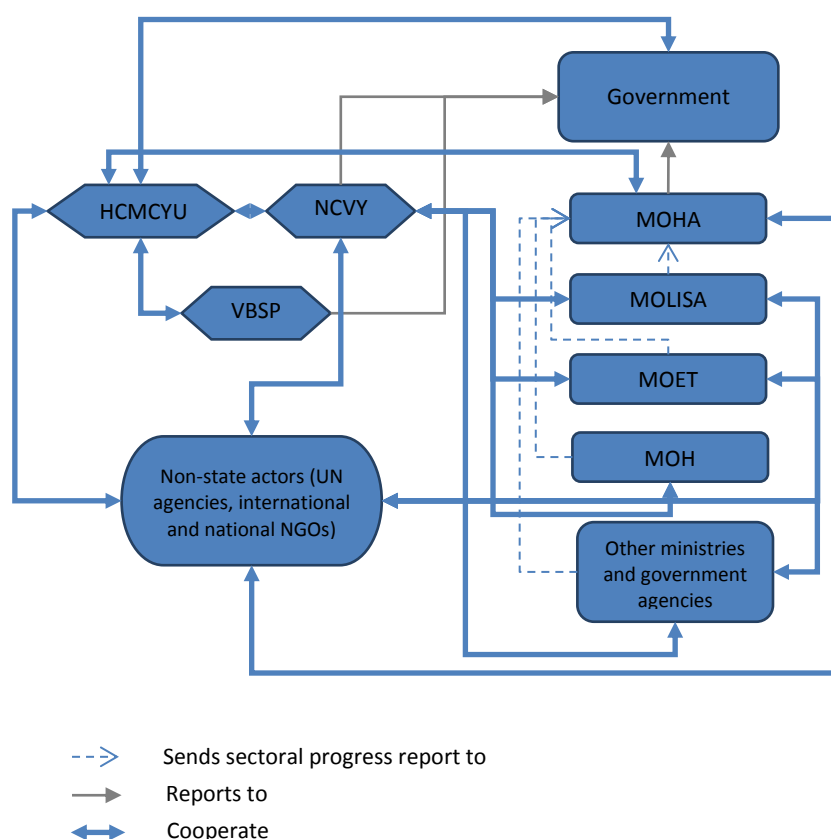 Government
HCMCYU
NCVY
MOHA
MOLISA
VBSP
MOET
MOH
Non-state actors (UN
agencies, international
and national NGOs)
Other ministries
and government
agencies
Sends sectoral progress report to
Reports to
Cooperate